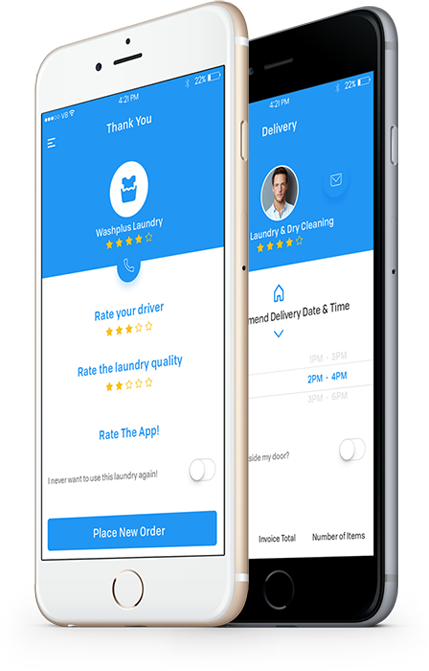 VB
4:21 PM
22%
Thank You
Washplus Laundry
Rate your driver
Rate the laundry quality
Rate The App!
I never want to use this laundry again!
Place New Order
4:21 PM
22%
Delivery
Laundry & Dry Cleaning
mend Delivery Date & Time
1PM - 3PM
2PM - 4PM
3PM - 6PM
side my door?
Invoice Total
Number of Items